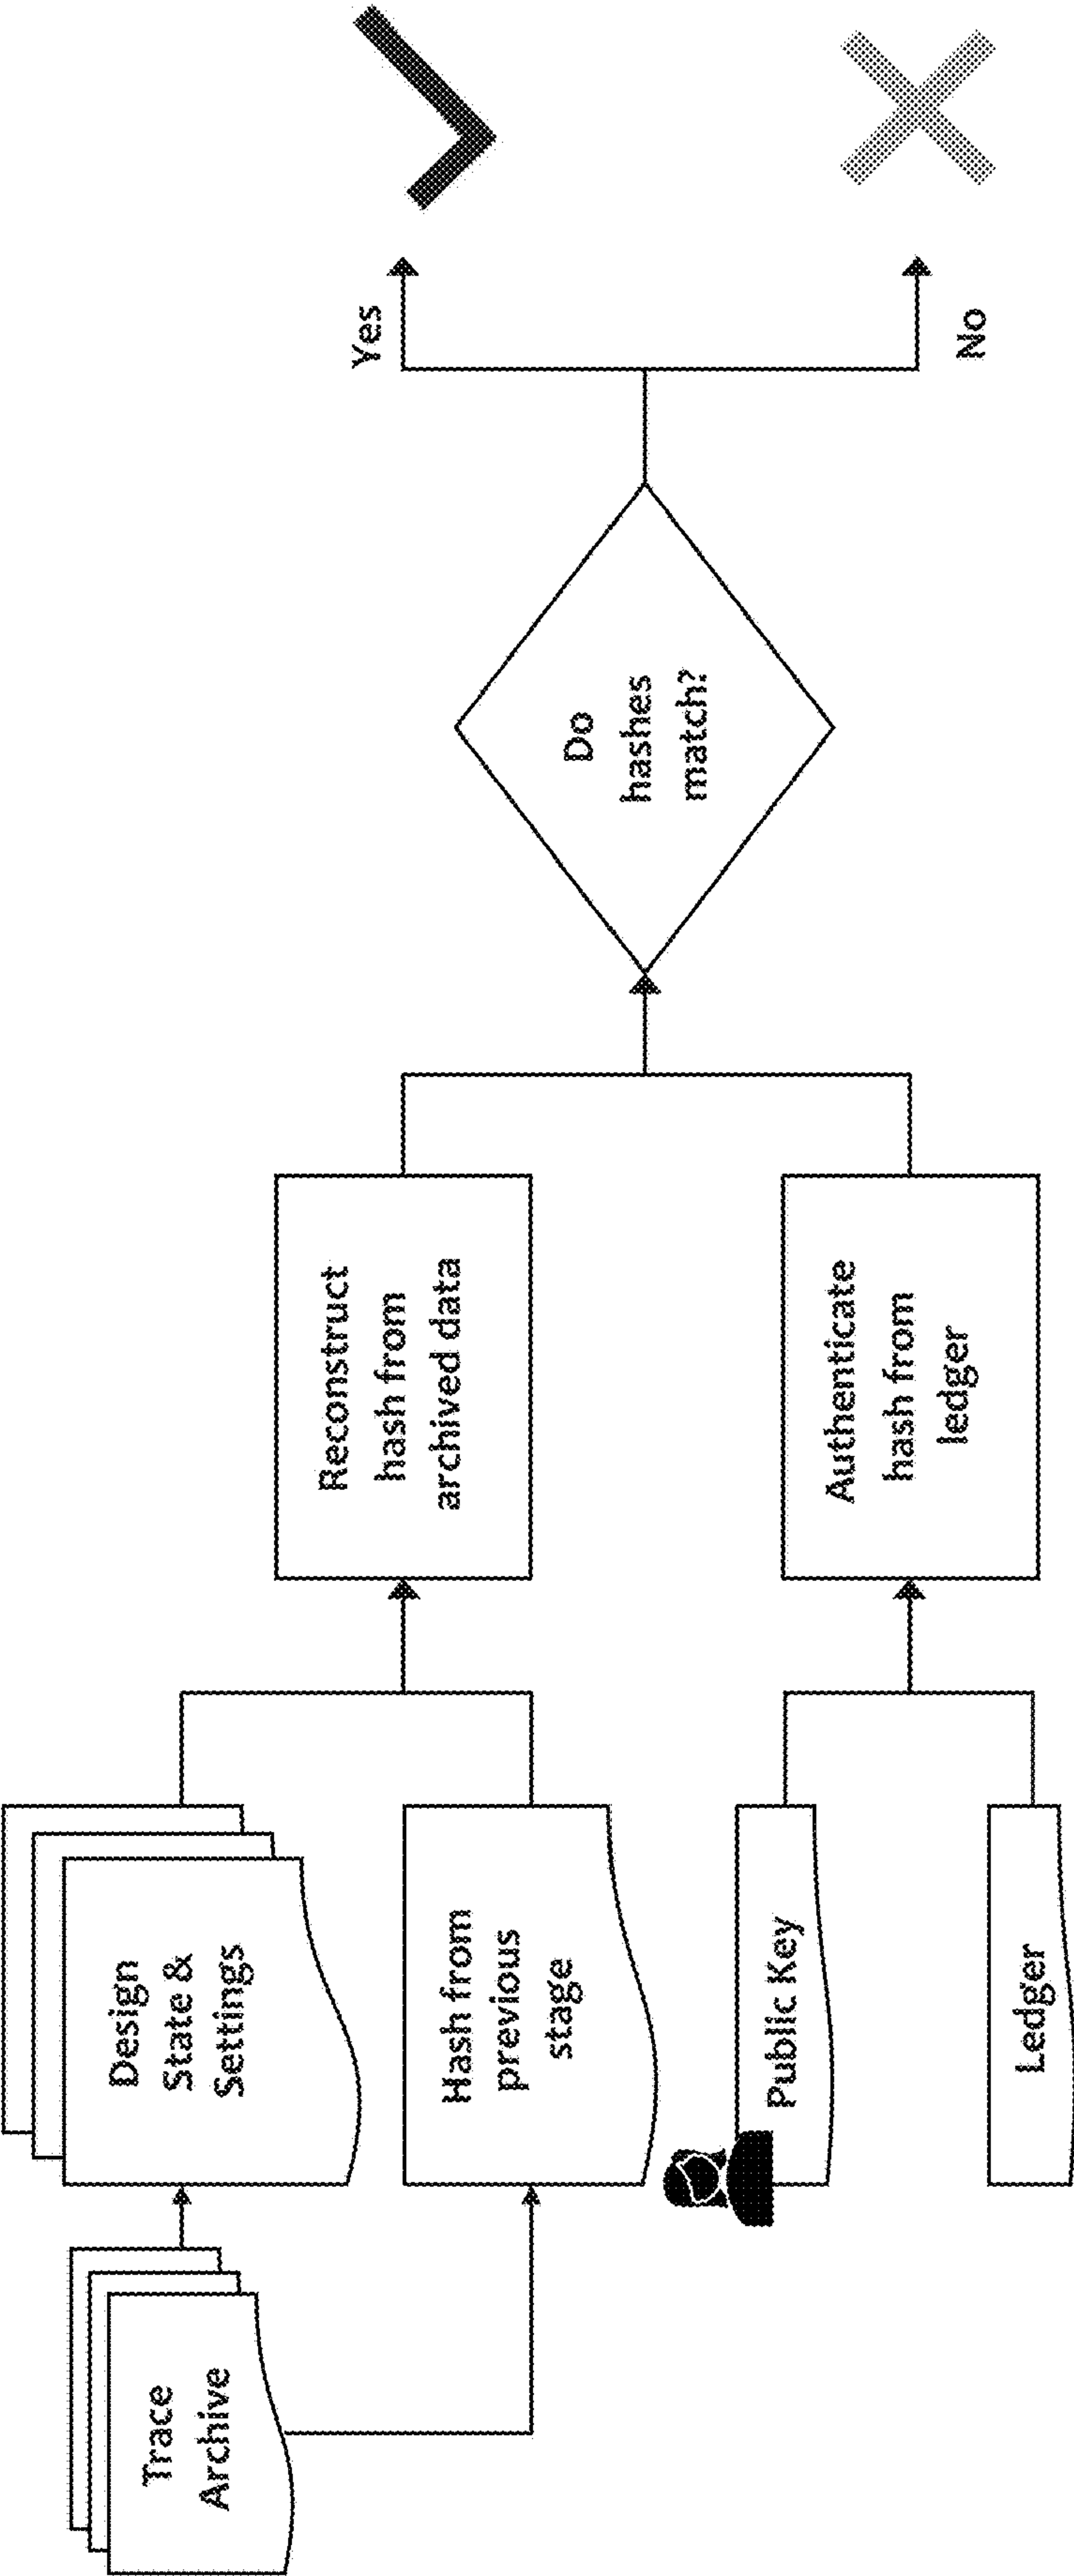 Trace
Archive
Design
State &
Settings
Hash from
previous
stage
Public Key
Ledger
Reconstruct
hash from
archived data
Authenticate
hash from
ledger
Do
hashes
match?
Yes
No